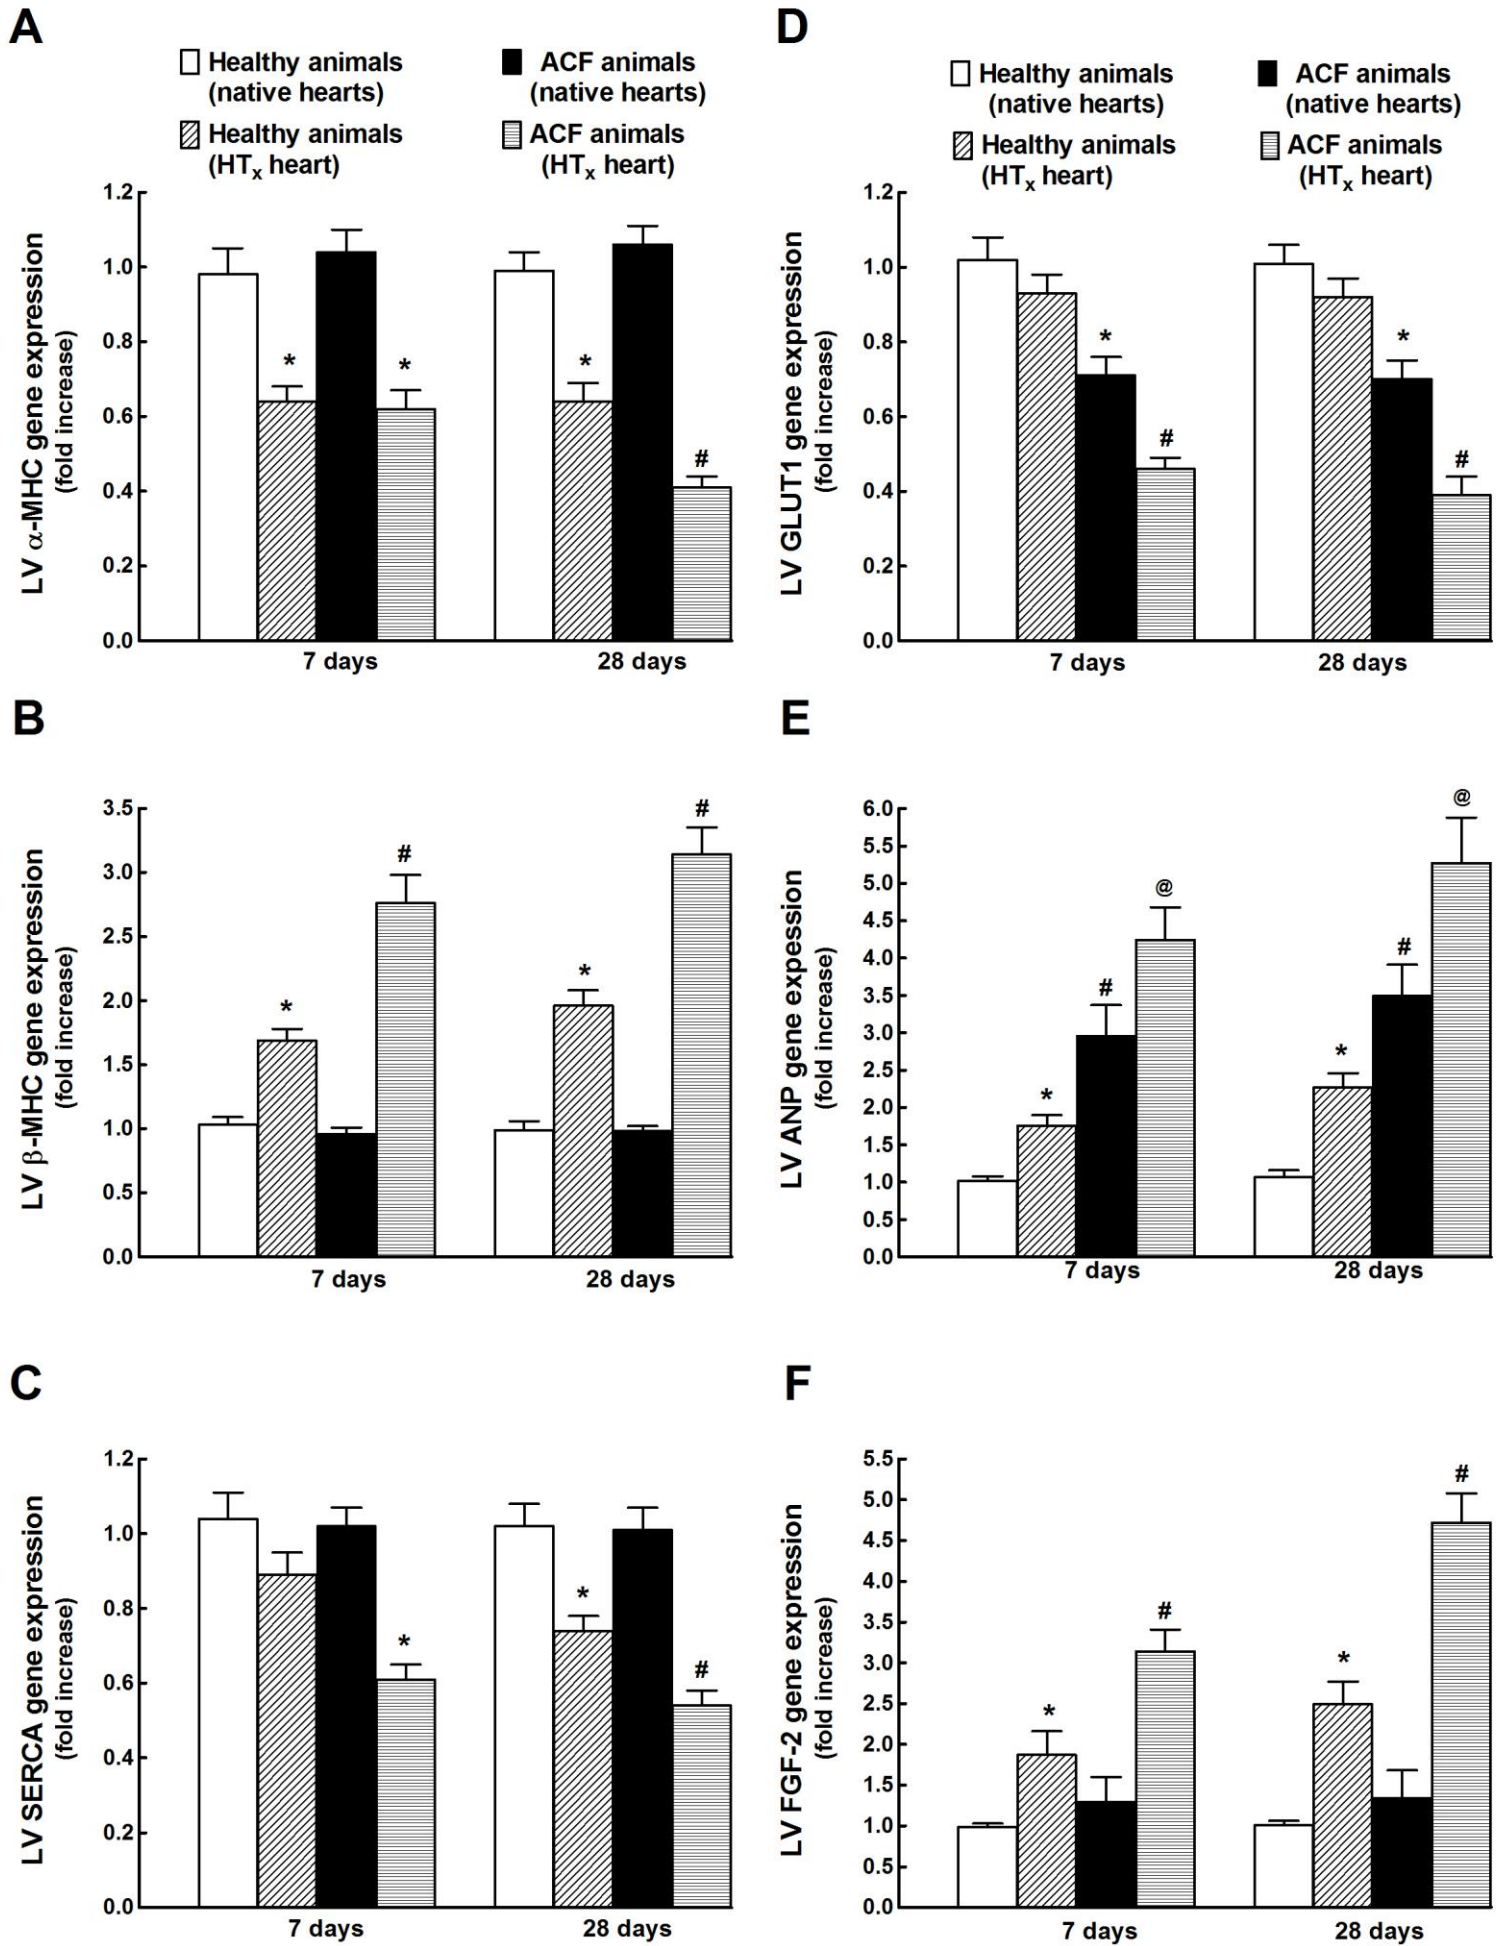 A
Healthy animals
(native hearts)
ACF animals
(native hearts)
Healthy animals
(HTx heart)
ACF animals
(HTx heart)
LV α-MHC gene expression
(fold increase)
1.2
1.0
0.8
0.6
0.4
0.2
0.0
*
*
*
#
7 days
28 days
D
Healthy animals
(native hearts)
ACF animals
(native hearts)
Healthy animals
(HTx heart)
ACF animals
(HTx heart)
LV GLUT1 gene expression
(fold increase)
1.2
1.0
0.8
0.6
0.4
0.2
0.0
*
#
*
#
7 days
28 days
B
LV β-MHC gene expression
(fold increase)
3.5
3.0
2.5
2.0
1.5
1.0
0.5
0.0
*
#
*
#
7 days
28 days
E
LV ANP gene expession
(fold increase)
6.0
5.5
5.0
4.5
4.0
3.5
3.0
2.5
2.0
1.5
1.0
0.5
0.0
*
#
@
*
#
@
7 days
28 days
C
LV SERCA gene expression
(fold increase)
1.2
1.0
0.8
0.6
0.4
0.2
0.0
*
*
#
7 days
28 days
F
LV FGF-2 gene expression
(fold increase)
5.5
5.0
4.5
4.0
3.5
3.0
2.5
2.0
1.5
1.0
0.5
0.0
*
#
*
#
7 days
28 days